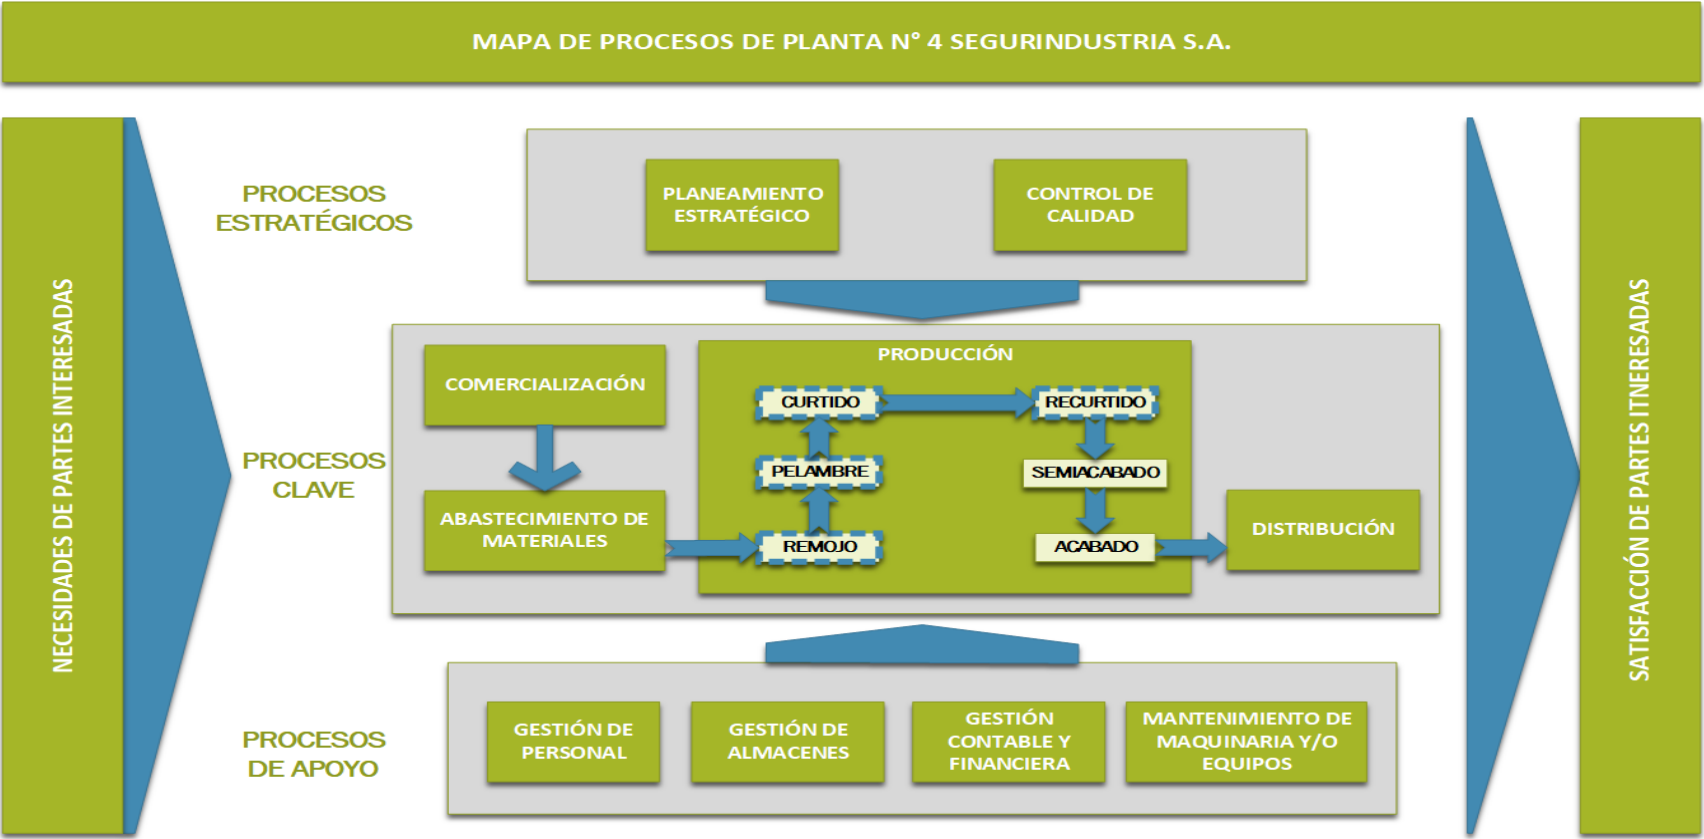 MAPA DE PROCESOS DE PLANTA N° 4 SEGURINDUSTRIA S.A.
NECESIDADES DE PARTES INTERESADAS
PROCESOS
ESTRATÉGICOS
PLANEAMIENTO
ESTRATÉGICO
CONTROL DE
CALIDAD
PROCESOS
CLAVE
COMERCIALIZACIÓN
ABASTECIMIENTO DE
MATERIALES
PRODUCCIÓN
CURTIDO
RECURTIDO
PELAMBRE
SEMIACABADO
REMOJO
ACABADO
DISTRIBUCIÓN
PROCESOS
DE APOYO
GESTIÓN DE
PERSONAL
GESTIÓN DE
ALMACENES
GESTIÓN
CONTABLE Y
FINANCIERA
MANTENIMIENTO DE
MAQUINARIA Y/O
EQUIPOS
SATISFACCIÓN DE PARTES ITNERESADAS